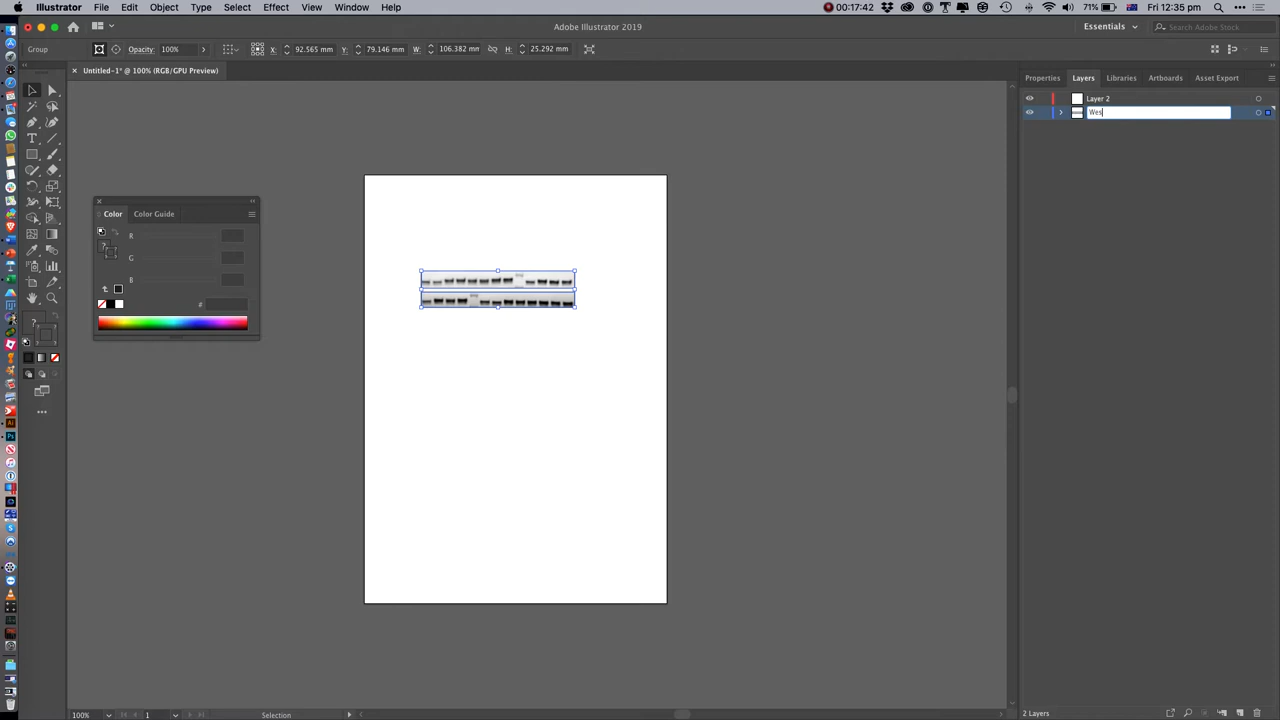 Illustrator File Edit Object Type Select Effect View Window Help
00:17:42 71% Fri 12:35 pm
Adobe Illustrator 2019
Essentials
Search Adobe Stock
Group Opacity: 100% X: 92.565 mm Y: 79.146 mm W: 106.382 mm H: 25.292 mm
× Untitled-1* @ 100% (RGB/GPU Preview)
Properties Layers Libraries Artboards Asset Export
Layer 2
Wes
Color Color Guide
R
G
B
#
?
2 Layers
100% 1 Selection